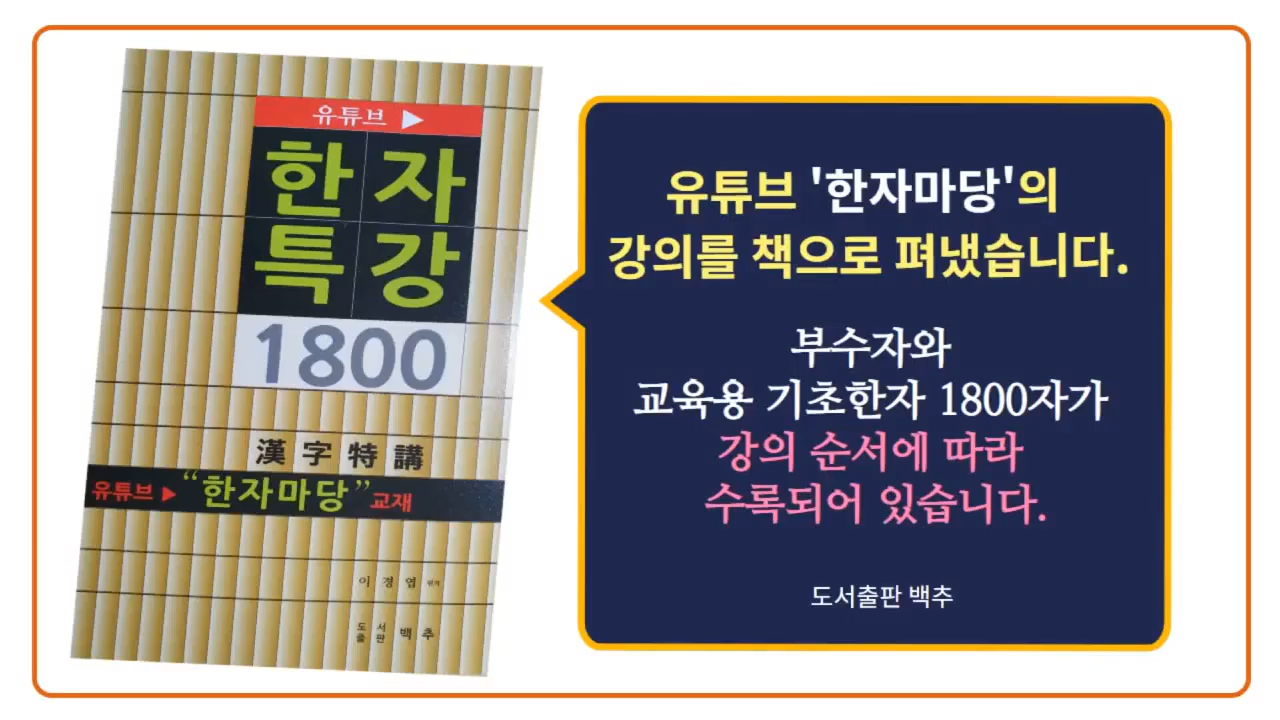 유튜브 ▶
한자
특강
1800
漢字特講
유튜브 ▶ “한자마당” 교재
이경엽
도서출판 백추
유튜브 '한자마당'의
강의를 책으로 펴냈습니다.
부수자와
교육용 기초한자 1800자가
강의 순서에 따라
수록되어 있습니다.
도서출판 백추